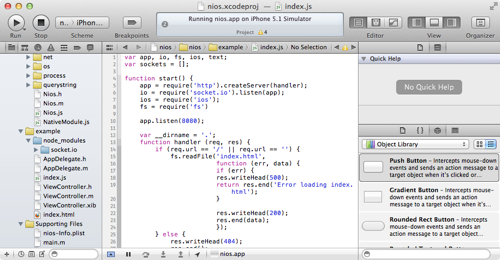 nios.xcodeproj — index.js
Run
Stop
n... iPhon...
Scheme
Breakpoints
Running nios.app on iPhone 5.1 Simulator
Project 4
Editor
View
Organizer
nios nios example index.js No Selection
net
os
process
querystring
Nios.h
Nios.m
Nios.js
NativeModule.js
example
node_modules
socket.io
AppDelegate.h
AppDelegate.m
index.js
ViewController.h
ViewController.m
ViewController.xib
index.html
Supporting Files
nios-Info.plist
main.m
var app, io, fs, ios, text;
var sockets = [];
function start() {
app = require('http').createServer(handler);
io = require('socket.io').listen(app);
ios = require('ios');
fs = require('fs')
app.listen(8080);
var __dirname = '.';
function handler (req, res) {
if (req.url == '/' || req.url == '') {
fs.readFile('index.html',
function (err, data) {
if (err) {
res.writeHead(500);
return res.end('Error loading index.
html');
}
res.writeHead(200);
res.end(data);
});
} else {
res.writeHead(404);
nios.app
Quick Help
No Quick Help
Object Library
Push Button - Intercepts mouse-down
events and sends an action message to a
target object when it's clicked or...
Gradient Button - Intercepts mouse-
down events and sends an action
message to a target object when it's...
Rounded Rect Button - Intercepts
mouse-down events and sends an
action message to a target object...